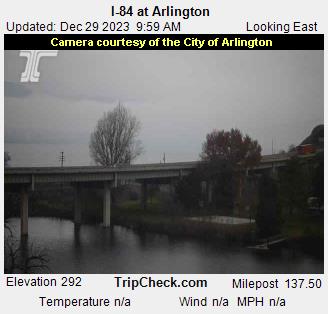 I-84 at Arlington
Updated: Dec 29 2023 9:59 AM Looking East
Camera courtesy of the City of Arlington
Elevation 292 TripCheck.com Milepost 137.50
Temperature n/a Wind n/a MPH n/a